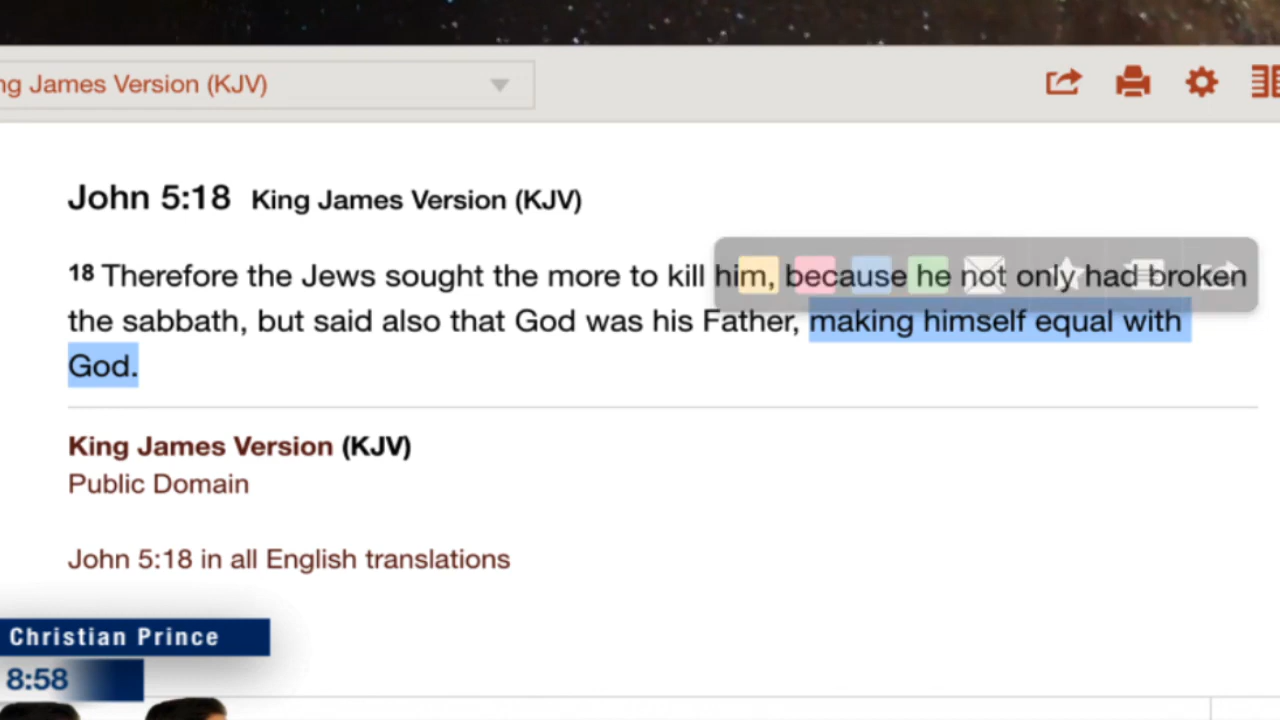 ng James Version (KJV)
John 5:18 King James Version (KJV)
18 Therefore the Jews sought the more to kill him, because he not only had broken
the sabbath, but said also that God was his Father, making himself equal with
God.
King James Version (KJV)
Public Domain
John 5:18 in all English translations
Christian Prince
8:58